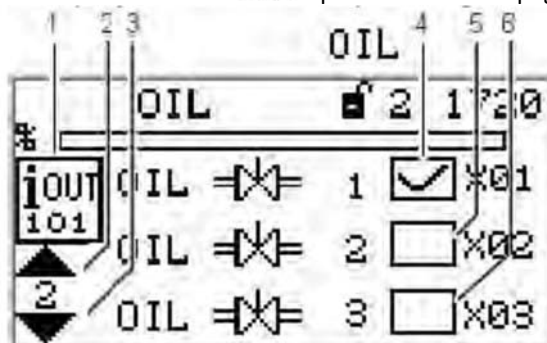 1 2 3 4 5 6
OIL
OIL 2 1720
%
iOUT OIL 1 X01
101
OIL 2 X02
2
OIL 3 X03